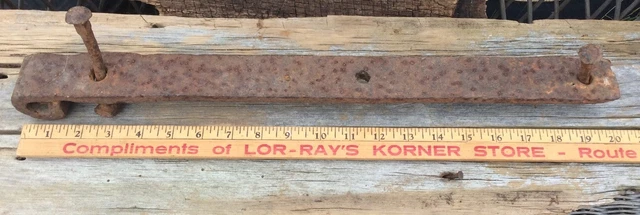 1 2 3 4 5 6 7 8 9 10 11 12 13 14 15 16 17 18 19 20
Compliments of LOR-RAY'S KORNER STORE - Route